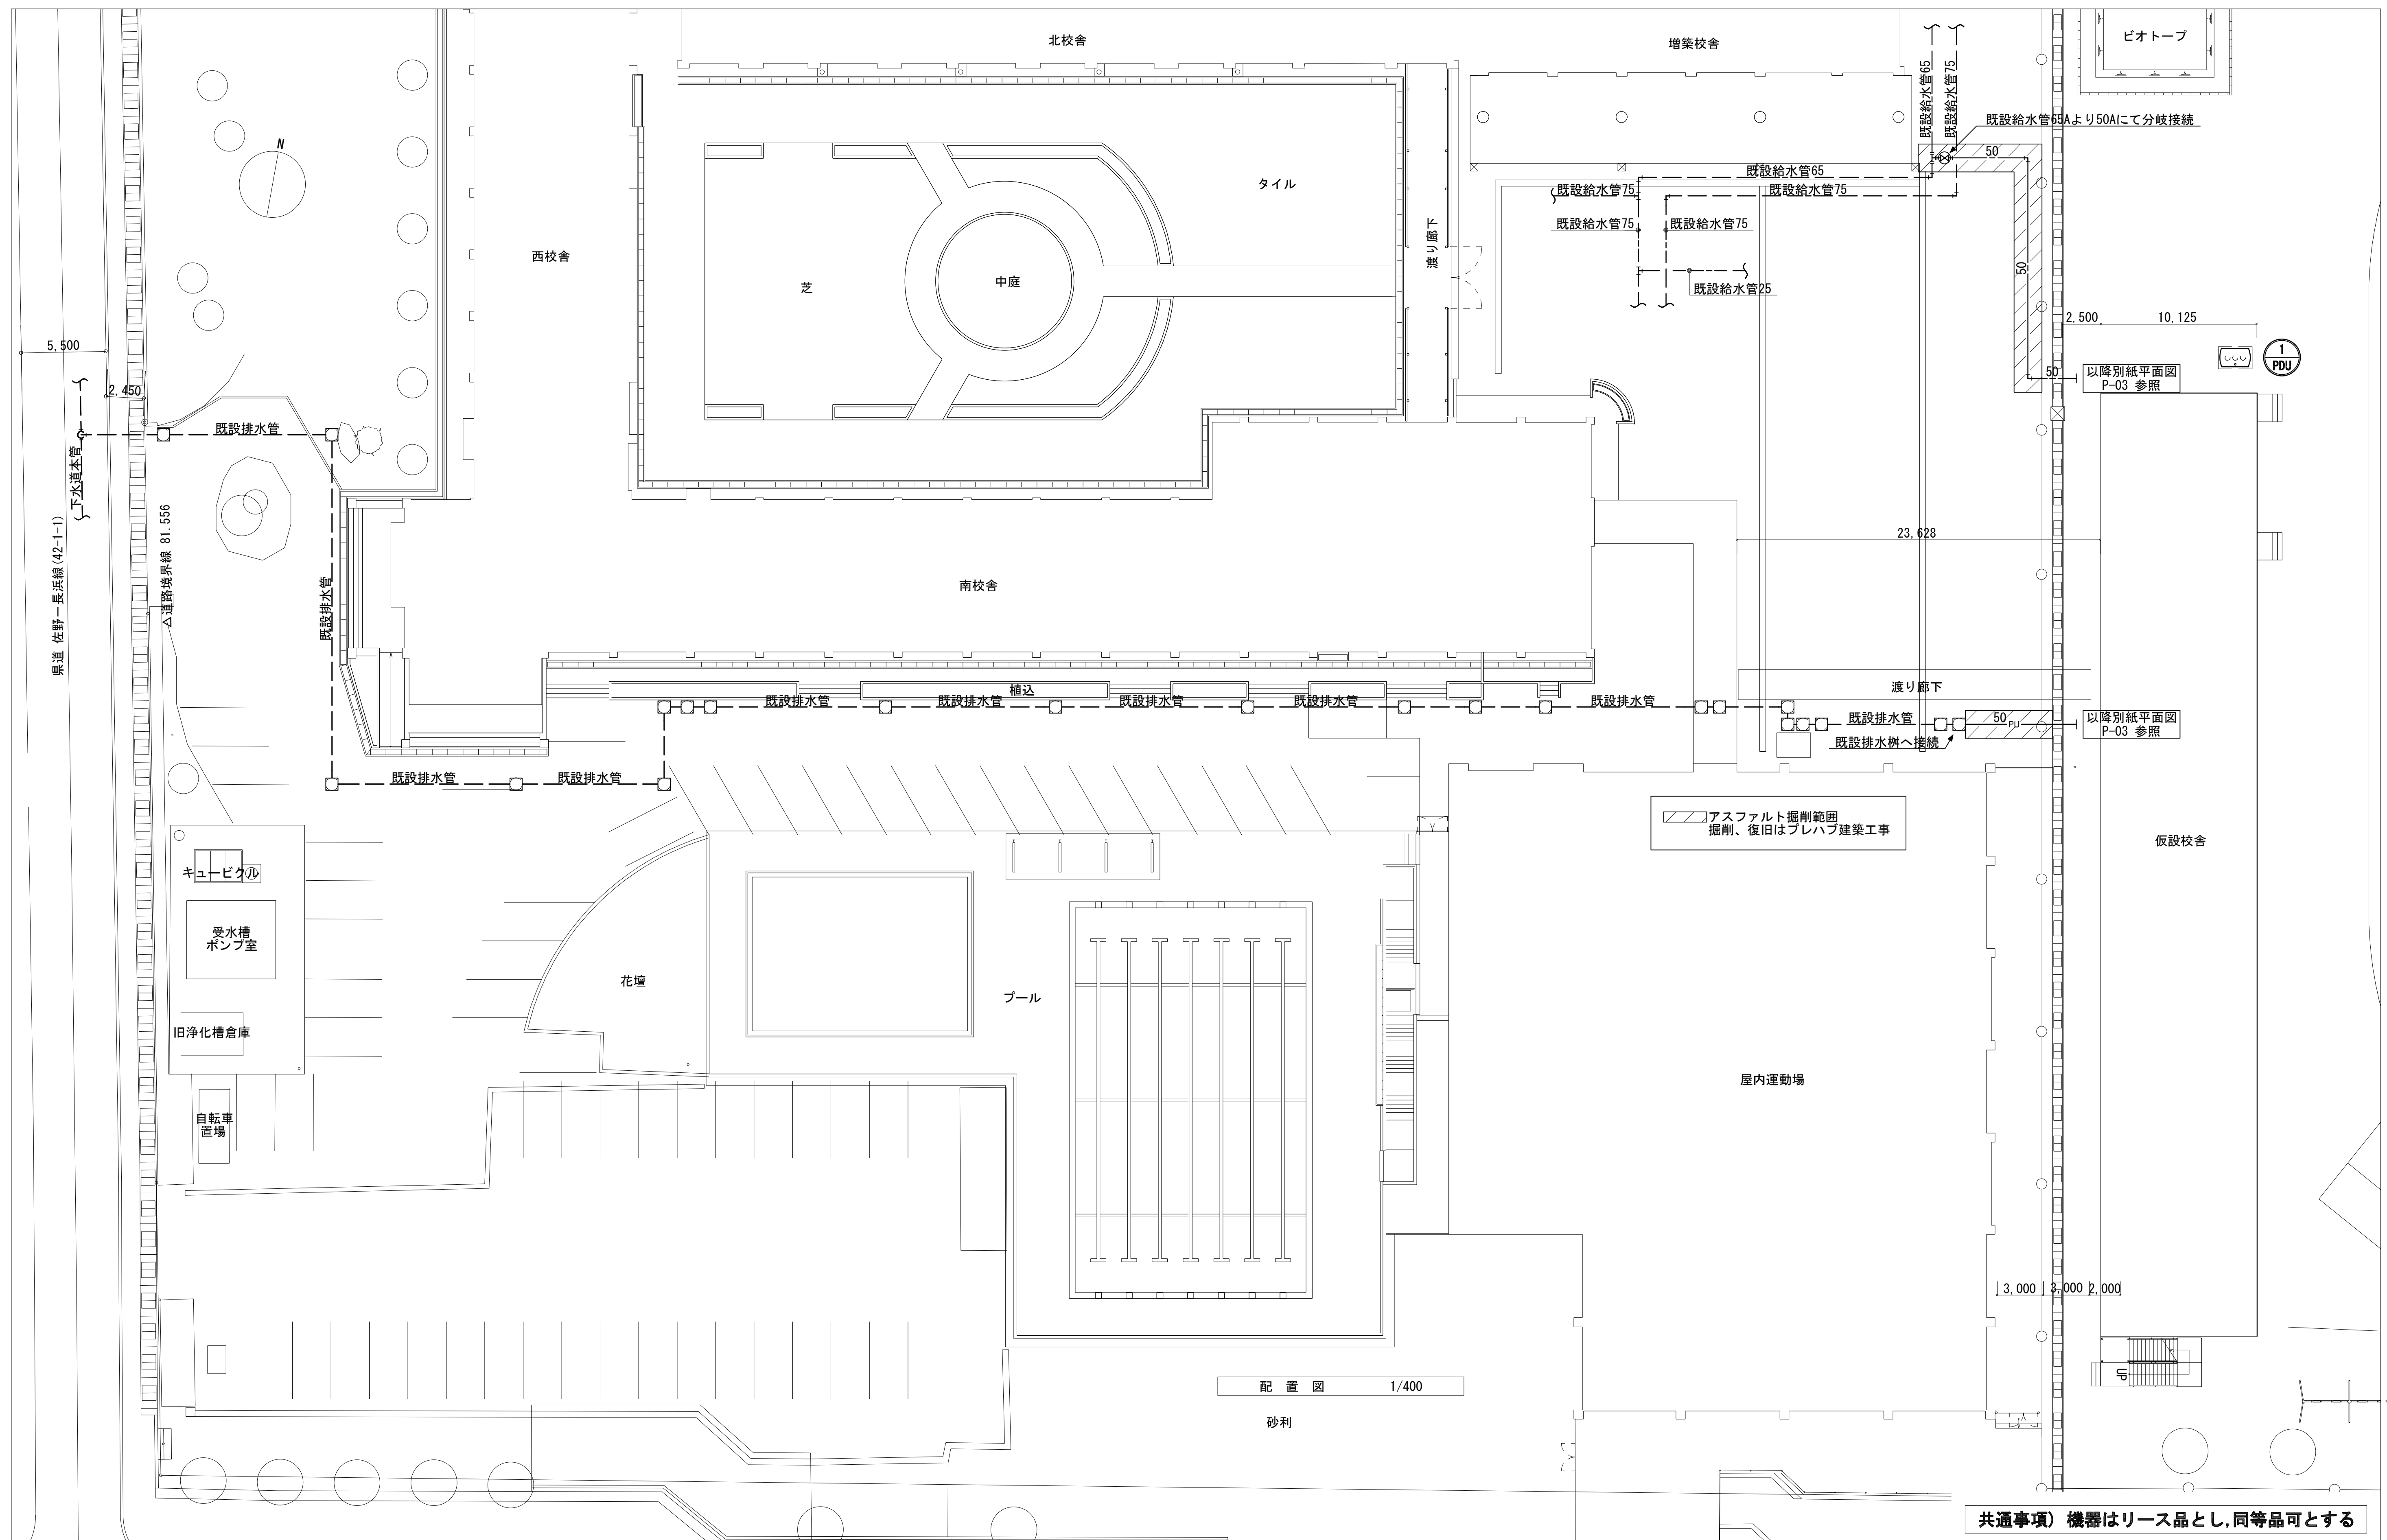 北校舎
増築校舎
ビオトープ
既設給水管65
既設給水管75
既設給水管65Aより50Aにて分岐接続
N
50
既設給水管65
タイル
既設給水管75
既設給水管75
既設給水管75
既設給水管75
渡り廊下
西校舎
芝
中庭
50
既設給水管25
2,500
10,125
5,500
1
PDU
50
以降別紙平面図
P-03 参照
2,450
既設排水管
下水道本管
県道 佐野一長浜線(42-1-1)
△道路境界線 81.556
23,628
南校舎
既設排水管
植込
渡り廊下
既設排水管
既設排水管
既設排水管
既設排水管
既設排水管
既設排水管
50
PU
以降別紙平面図
P-03 参照
既設排水桝へ接続
既設排水管
既設排水管
アスファルト掘削範囲
掘削、復旧はプレハブ建築工事
仮設校舎
キュービクル
受水槽
ポンプ室
花壇
プール
旧浄化槽倉庫
屋内運動場
自転車
置場
3,000
3,000
2,000
UP
配 置 図 1/400
砂利
共通事項) 機器はリース品とし,同等品可とする